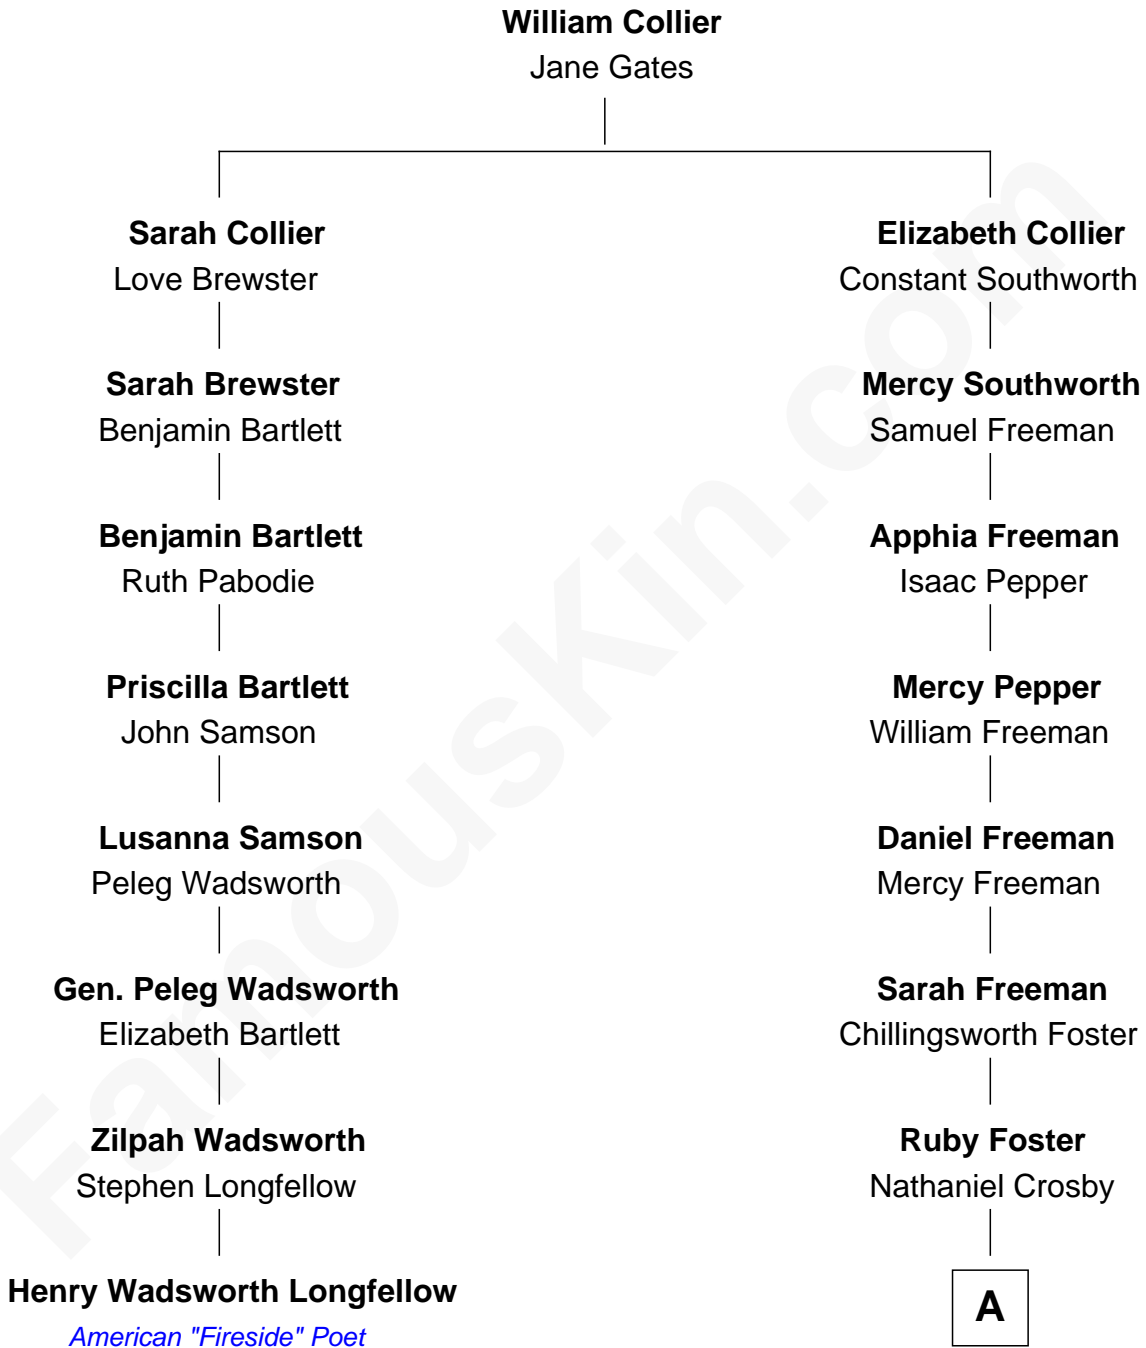 William Collier
Jane Gates
Sarah Collier
Love Brewster
Elizabeth Collier
Constant Southworth
Sarah Brewster
Benjamin Bartlett
Mercy Southworth
Samuel Freeman
Benjamin Bartlett
Ruth Pabodie
Apphia Freeman
Isaac Pepper
Priscilla Bartlett
John Samson
Mercy Pepper
William Freeman
Lusanna Samson
Peleg Wadsworth
Daniel Freeman
Mercy Freeman
Gen. Peleg Wadsworth
Elizabeth Bartlett
Sarah Freeman
Chillingsworth Foster
Zilpah Wadsworth
Stephen Longfellow
Ruby Foster
Nathaniel Crosby
Henry Wadsworth Longfellow
American "Fireside" Poet
A
FamousKin.com